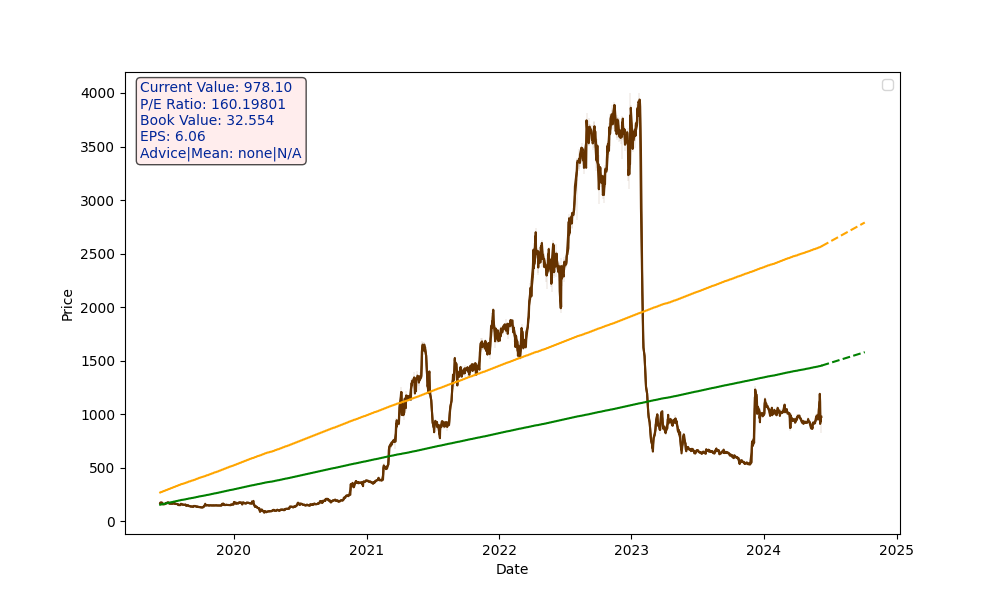 Current Value: 978.10
P/E Ratio: 160.19801
Book Value: 32.554
EPS: 6.06
Advice|Mean: none|N/A
4000
3500
3000
2500
2000
1500
1000
500
0
Price
2020 2021 2022 2023 2024 2025
Date